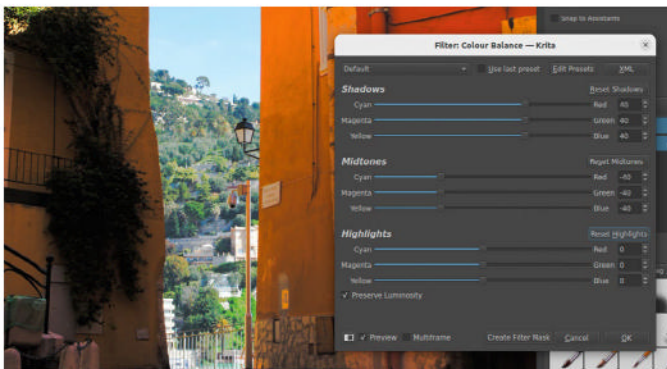 Snap to Assistants
Filter: Colour Balance — Krita
Default
Use last preset
Edit Presets
XML
Shadows
Reset Shadows
Cyan Red 40
Magenta Green 40
Yellow Blue 40
Midtones
Reset Midtones
Cyan Red -40
Magenta Green -40
Yellow Blue -40
Highlights
Reset Highlights
Cyan Red 0
Magenta Green 0
Yellow Blue 0
Preserve Luminosity
Preview
Multiframe
Create Filter Mask
Cancel
OK